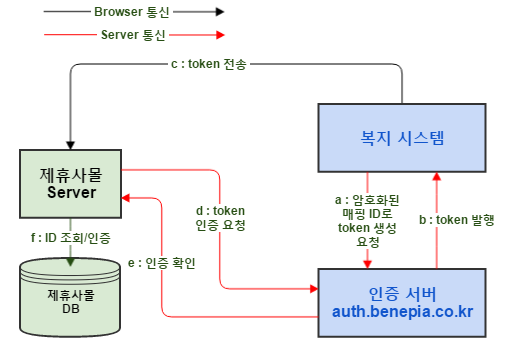 Browser 통신
Server 통신
c : token 전송
복지 시스템
제휴사몰
Server
a : 암호화된
매핑 ID로
token 생성
요청
b : token 발행
d : token
인증 요청
f : ID 조회/인증
e : 인증 확인
제휴사몰
DB
인증 서버
auth.benepia.co.kr